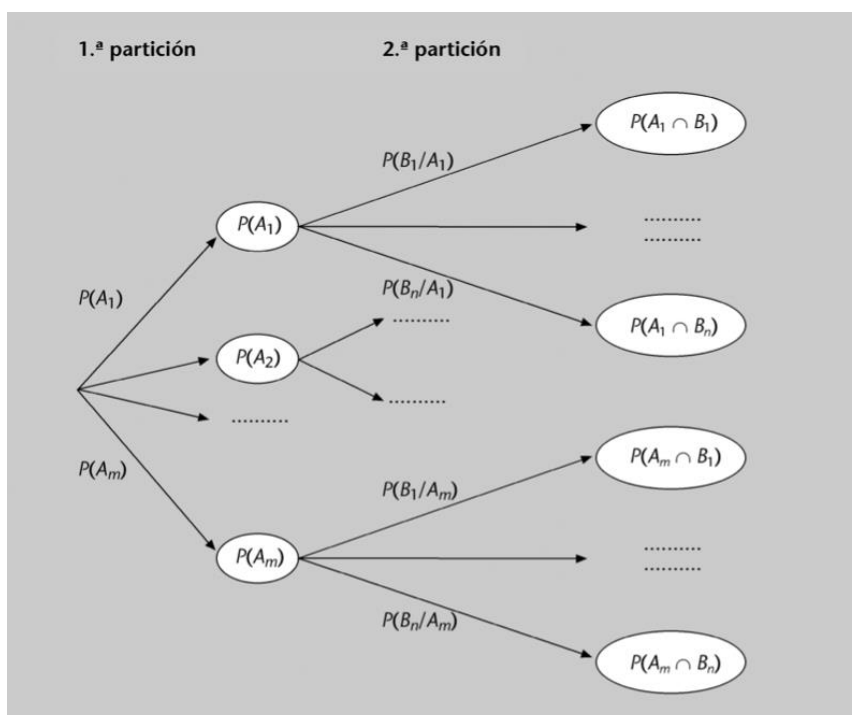 1.ª partición 2.ª partición
P(A₁ ∩ B₁)
P(B₁/A₁)
P(A₁)
..........
..........
P(Bₙ/A₁)
P(A₁)
..........
P(A₁ ∩ Bₙ)
P(A₂)
..........
..........
P(Aₘ ∩ B₁)
P(Aₘ)
P(B₁/Aₘ)
..........
P(Aₘ)
..........
P(Bₙ/Aₘ)
P(Aₘ ∩ Bₙ)